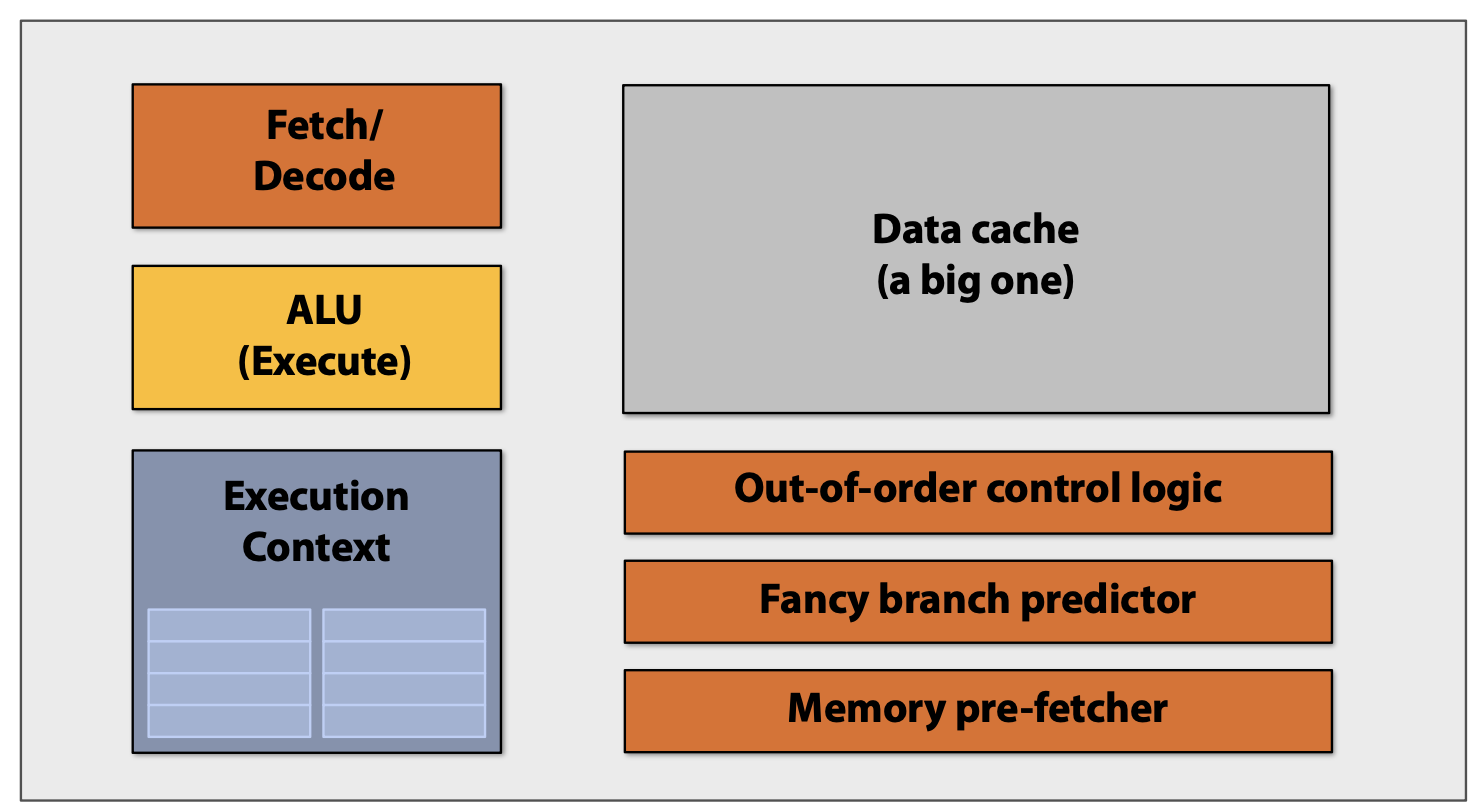 Fetch/
Decode
ALU
(Execute)
Execution
Context
Data cache
(a big one)
Out-of-order control logic
Fancy branch predictor
Memory pre-fetcher